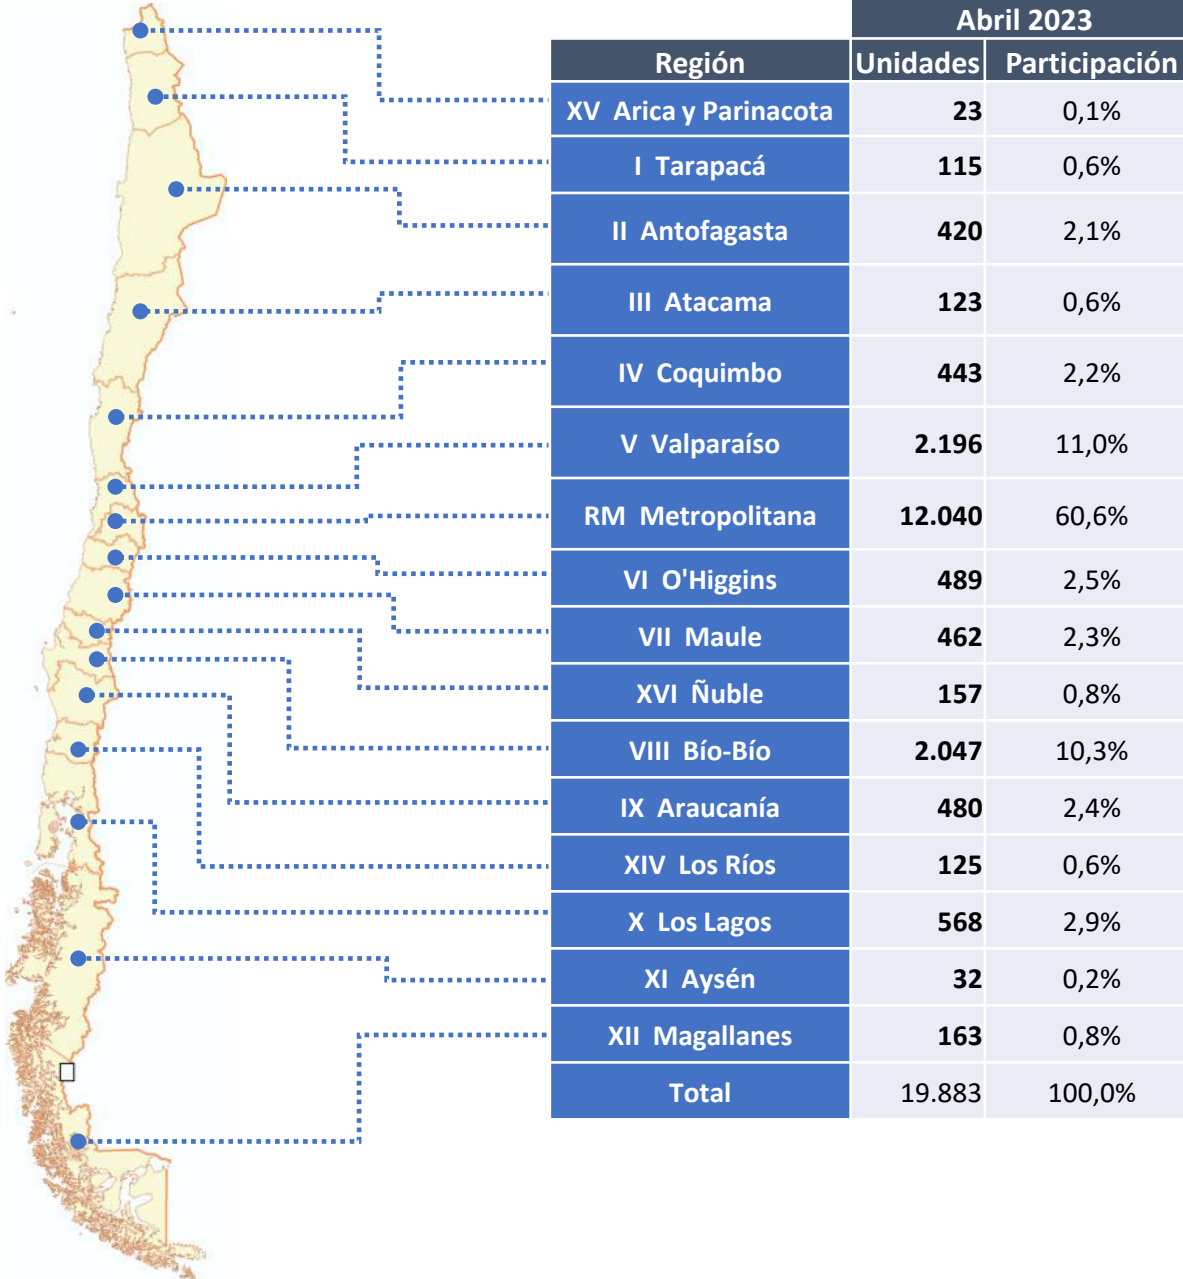 Abril 2023
Región Unidades Participación
XV Arica y Parinacota 23 0,1%
I Tarapacá 115 0,6%
II Antofagasta 420 2,1%
III Atacama 123 0,6%
IV Coquimbo 443 2,2%
V Valparaíso 2.196 11,0%
RM Metropolitana 12.040 60,6%
VI O'Higgins 489 2,5%
VII Maule 462 2,3%
XVI Ñuble 157 0,8%
VIII Bío-Bío 2.047 10,3%
IX Araucanía 480 2,4%
XIV Los Ríos 125 0,6%
X Los Lagos 568 2,9%
XI Aysén 32 0,2%
XII Magallanes 163 0,8%
Total 19.883 100,0%